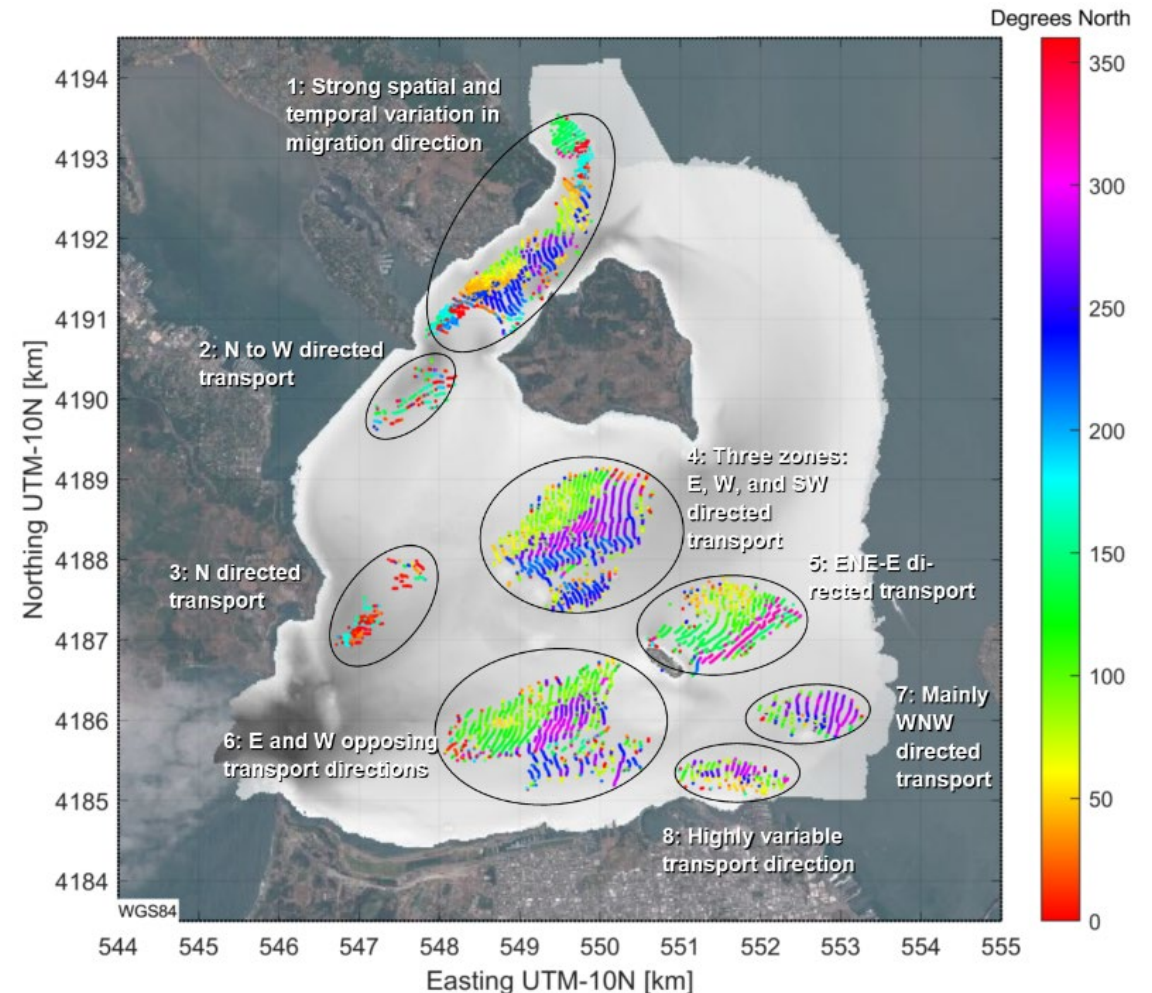 Degrees North
350
300
250
200
150
100
50
0
4194
4193
4192
4191
4190
4189
4188
4187
4186
4185
4184
Northing UTM-10N [km]
1: Strong spatial and
temporal variation in
migration direction
2: N to W directed
transport
3: N directed
transport
4: Three zones:
E, W, and SW
directed
transport
5: ENE-E di-
rected transport
6: E and W opposing
transport directions
7: Mainly
WNW
directed
transport
8: Highly variable
transport direction
WGS84
544 545 546 547 548 549 550 551 552 553 554 555
Easting UTM-10N [km]